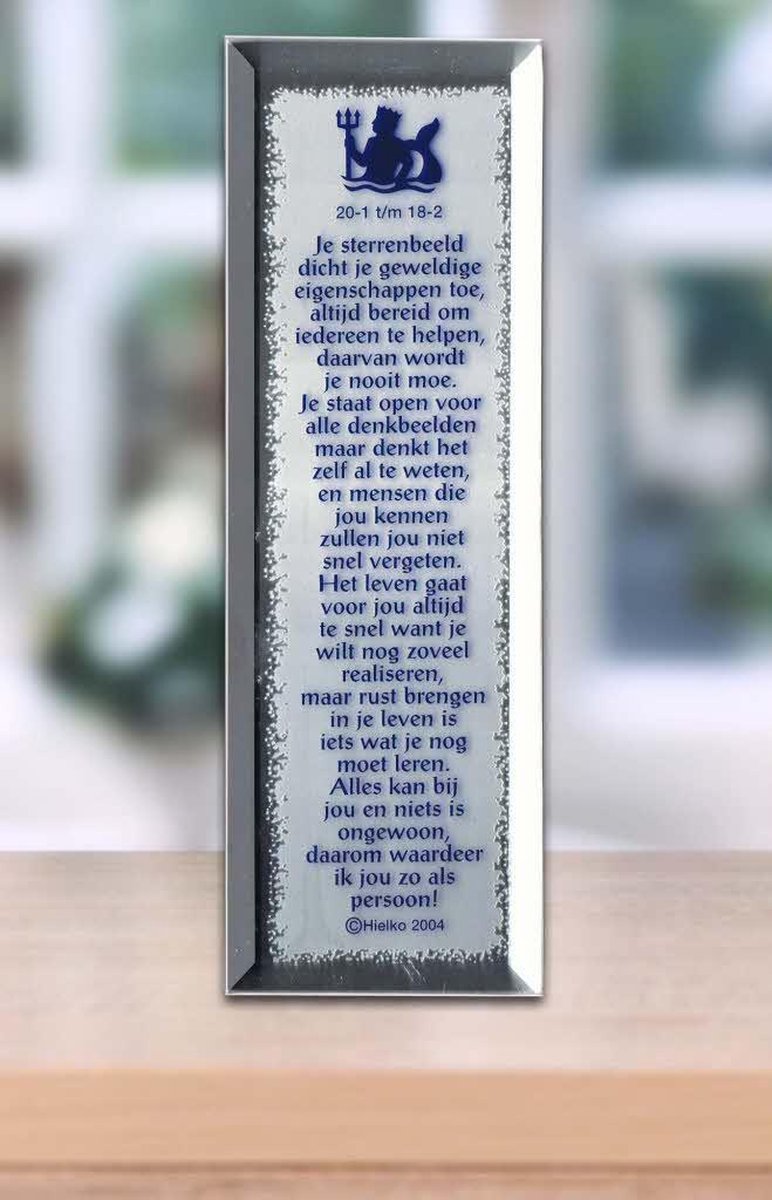 20-1 t/m 18-2
Je sterrenbeeld
dicht je geweldige
eigenschappen toe,
altijd bereid om
iedereen te helpen,
daarvan wordt
je nooit moe.
Je staat open voor
alle denkbeelden
maar denkt het
zelf al te weten,
en mensen die
jou kennen
zullen jou niet
snel vergeten.
Het leven gaat
voor jou altijd
te snel want je
wilt nog zoveel
realiseren,
maar rust brengen
in je leven is
iets wat je nog
moet leren.
Alles kan bij
jou en niets is
ongewoon,
daarom waardeer
ik jou zo als
persoon!
©Hielko 2004